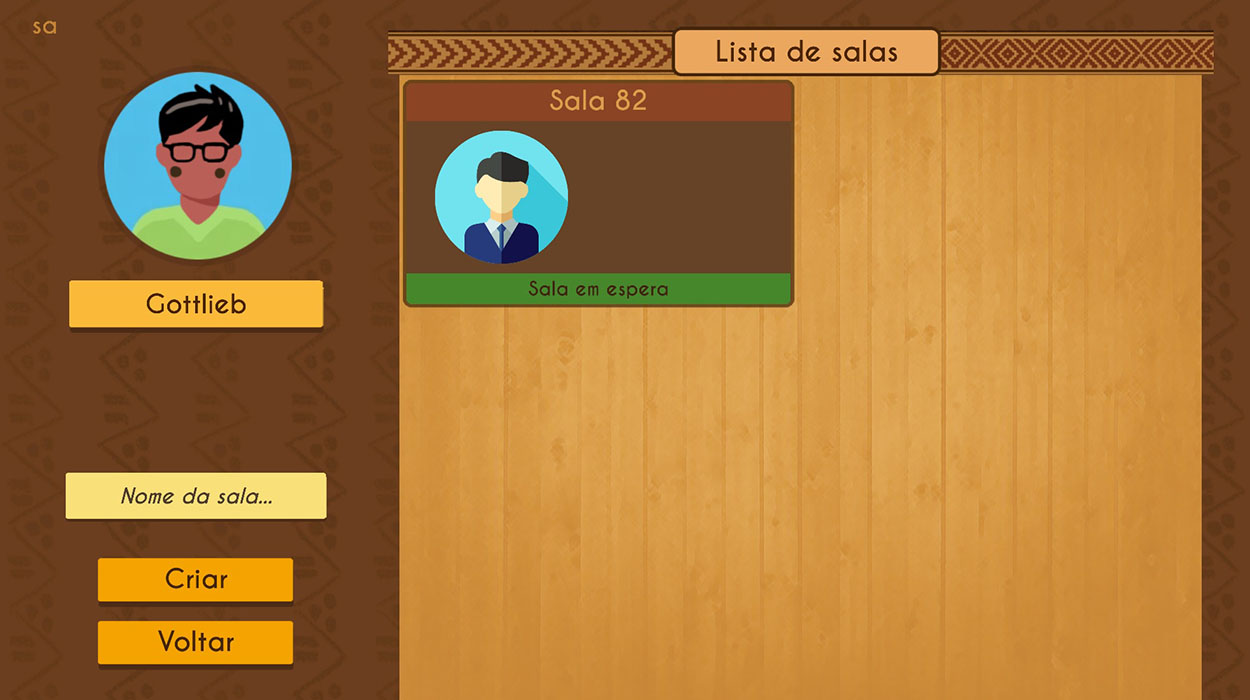 sa
Lista de salas
Sala 82
Sala em espera
Gottlieb
Nome da sala...
Criar
Voltar